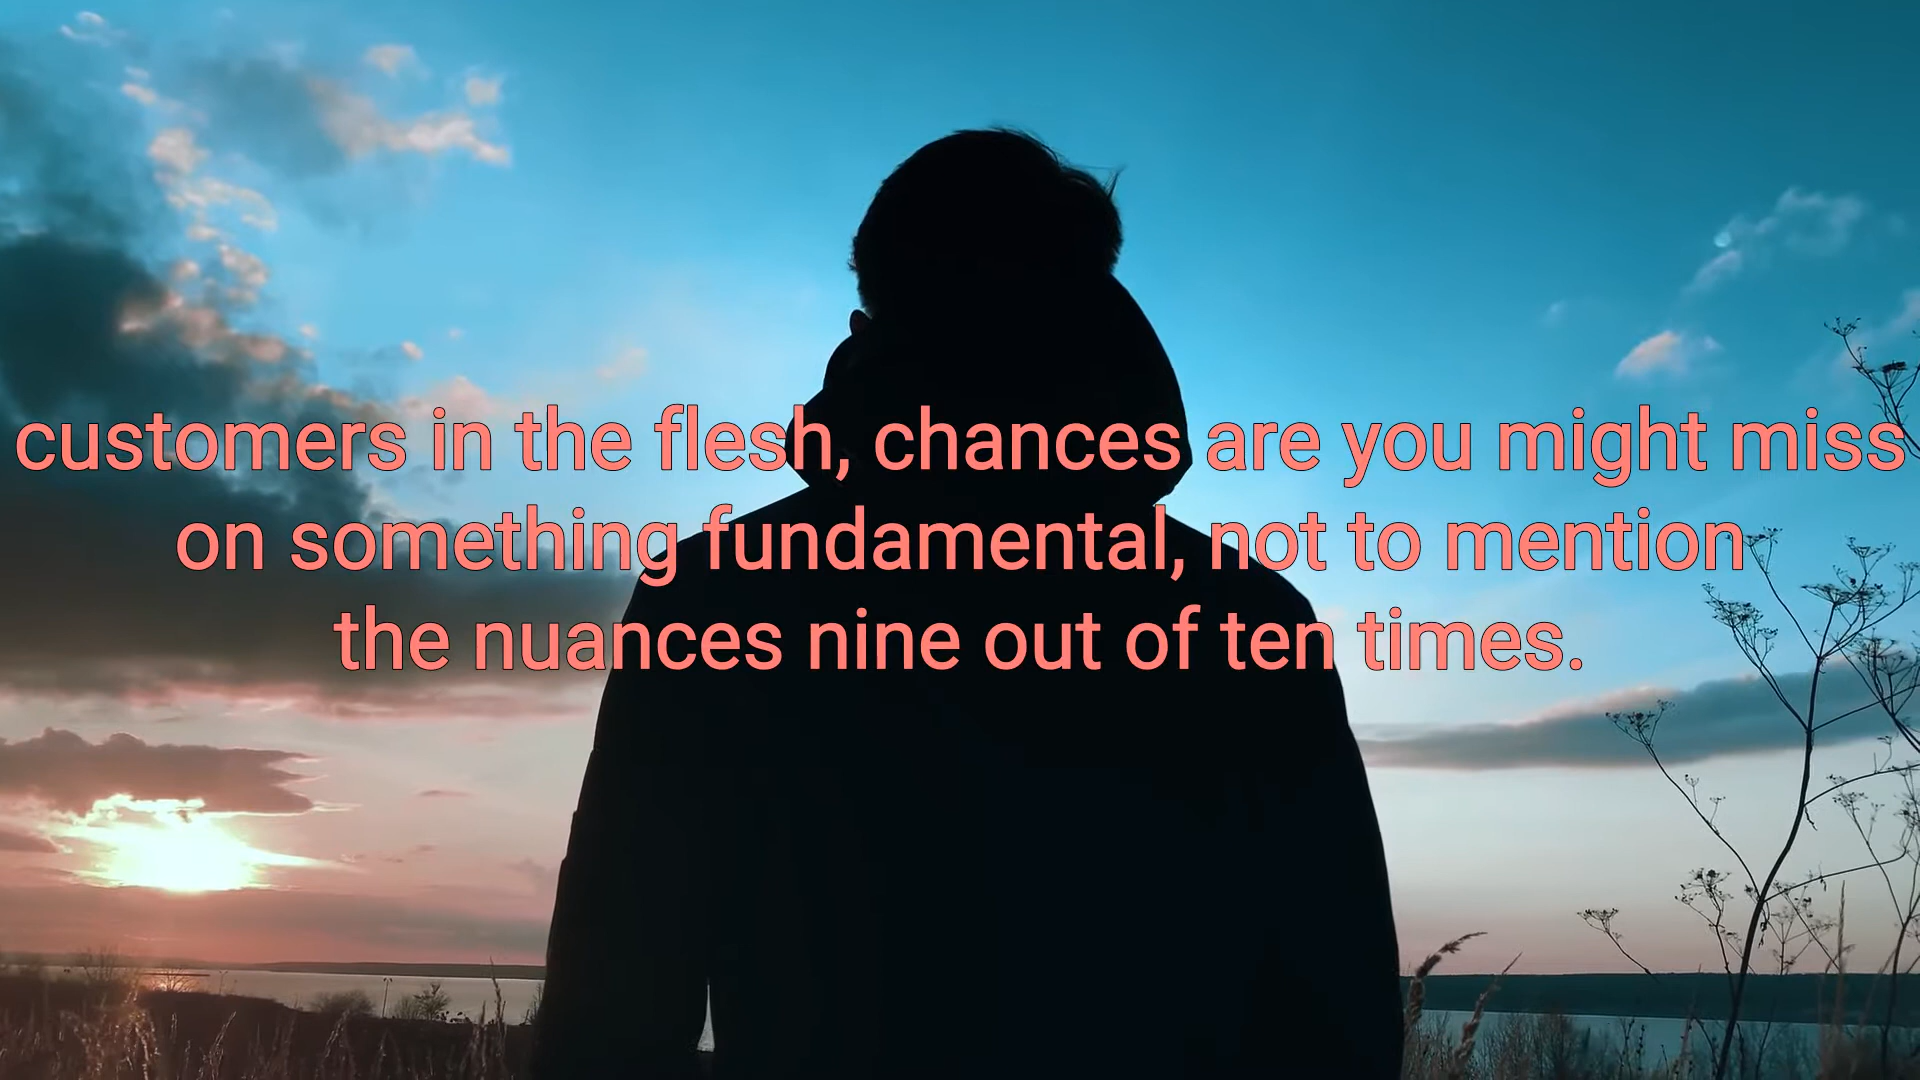 customers in the flesh, chances are you might miss
on something fundamental, not to mention
the nuances nine out of ten times.